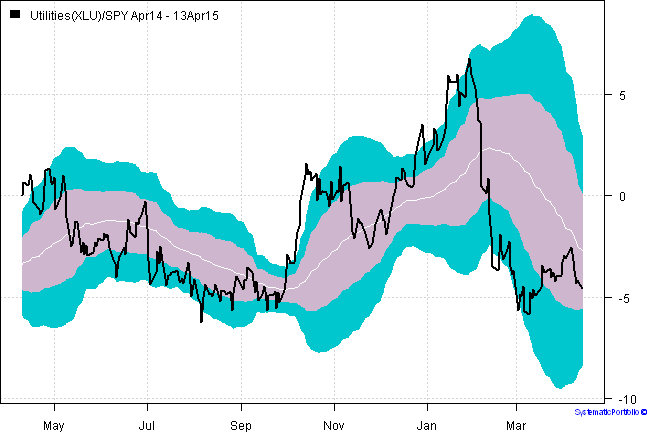 Utilities(XLU)/SPY Apr14 - 13Apr15
5
0
-5
-10
May Jul Sep Nov Jan Mar
SystematicPortfolio ©